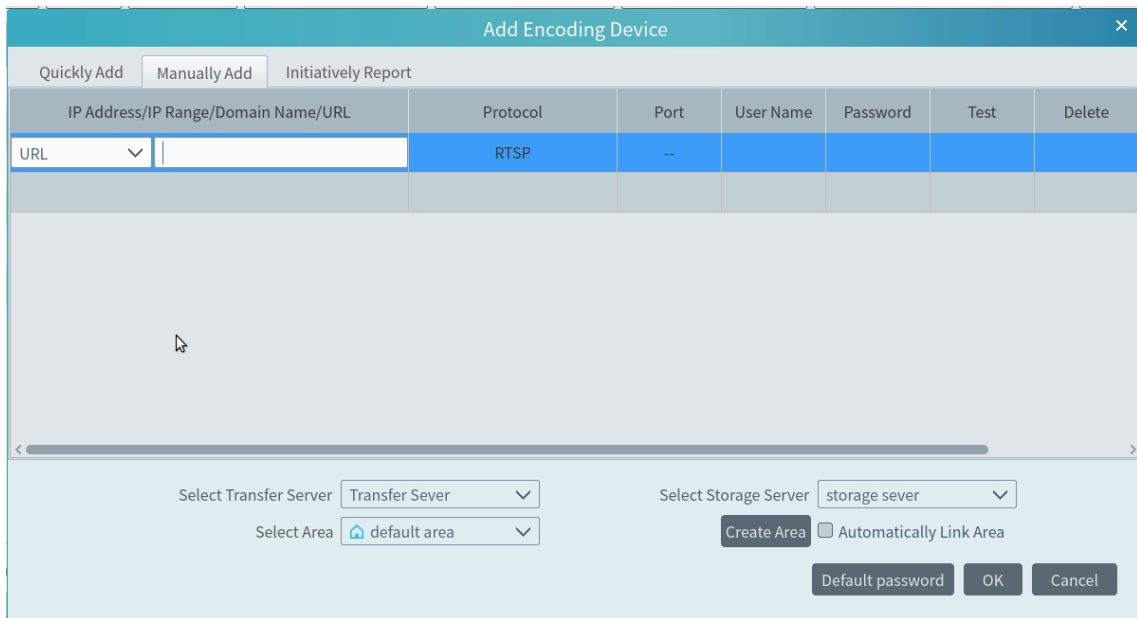 Add Encoding Device
Quickly Add Manually Add Initiatively Report
IP Address/IP Range/Domain Name/URL Protocol Port User Name Password Test Delete
URL RTSP --
Select Transfer Server Transfer Sever Select Storage Server storage sever
Select Area default area Create Area Automatically Link Area
Default password OK Cancel